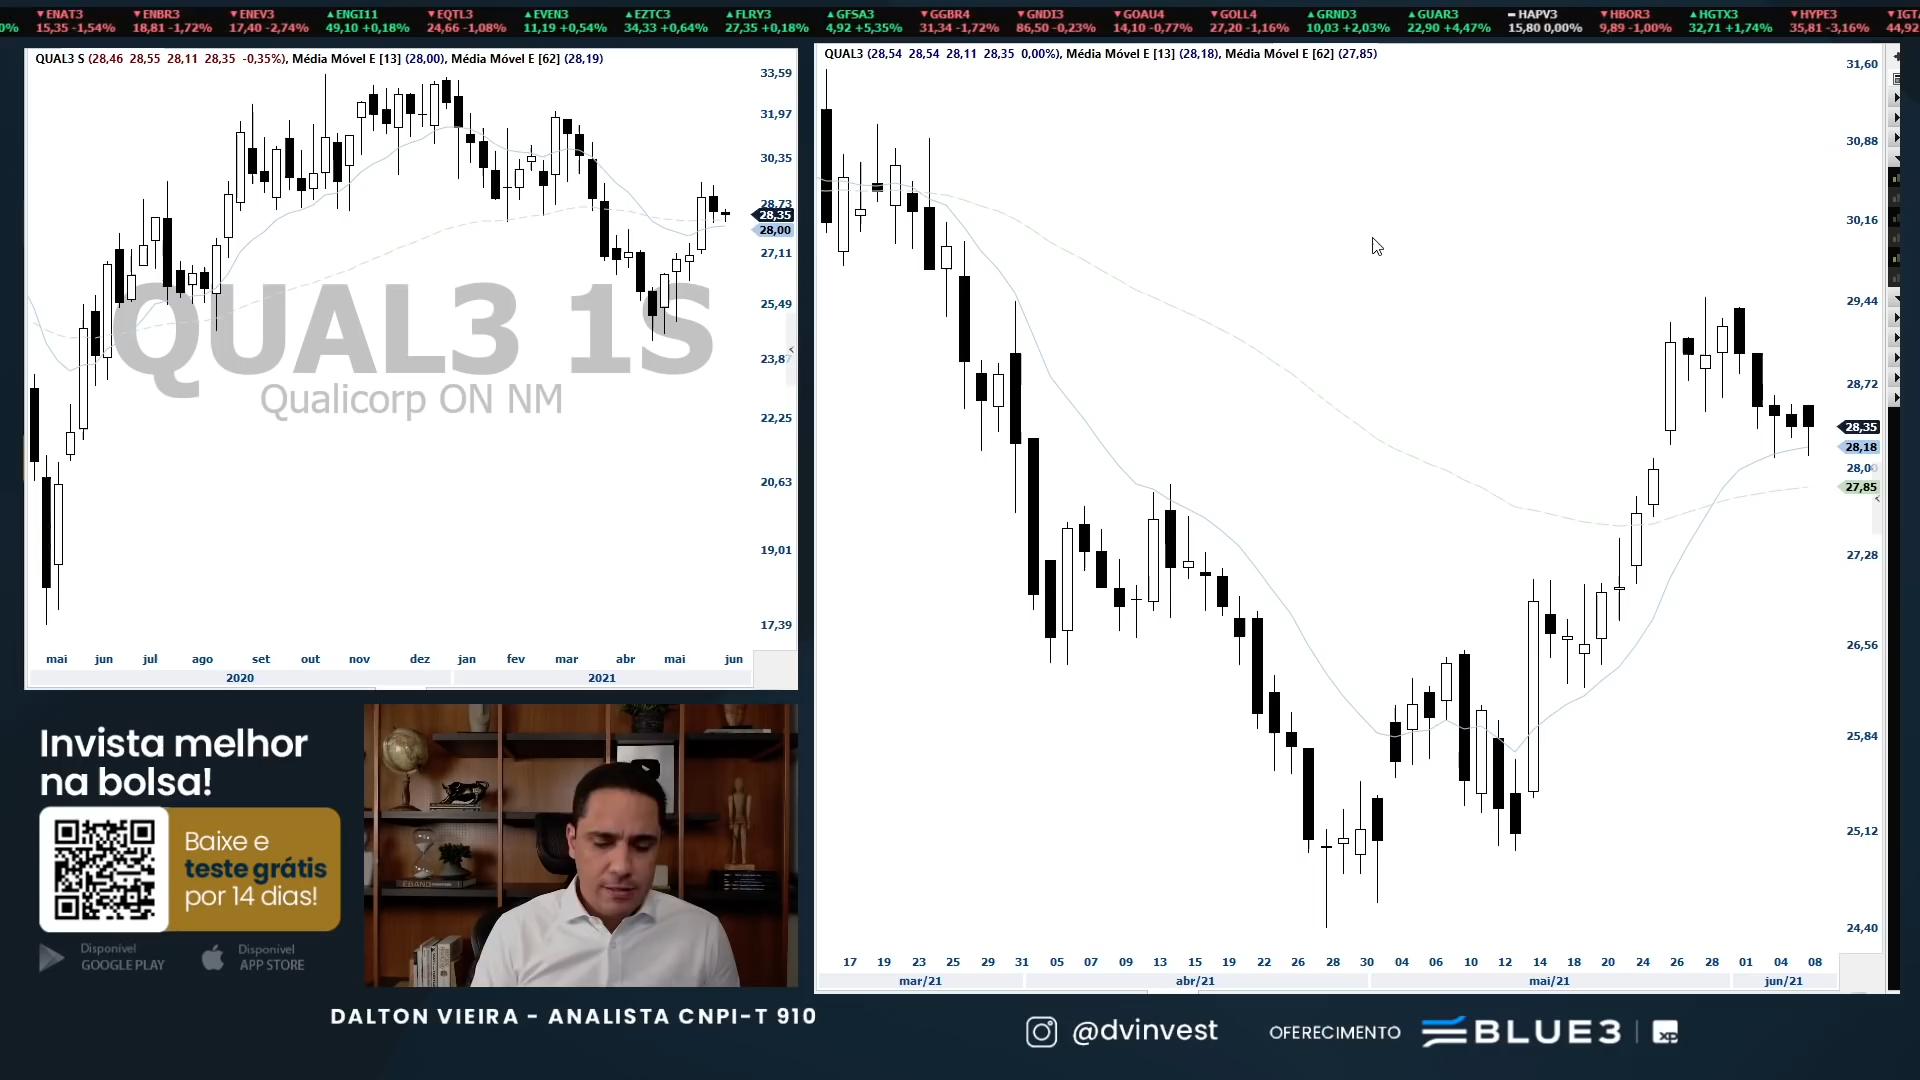 ENAT3 ENBR3 ENEV3 ENGI11 EQTL3 EVEN3 EZTC3 FLRY3 GFSA3 GGBR4 GNDI3 GOAU4 GOLL4 GRND3 GUAR3 HAPV3 HBOR3 HGTX3 HYPE3
0% 15,35 -1,54% 18,81 -1,72% 17,40 -2,74% 49,10 +0,18% 24,66 -1,08% 11,19 +0,54% 34,33 +0,64% 27,35 +0,18% 4,92 +5,35% 31,34 -1,72% 86,50 -0,23% 14,10 -0,77% 27,20 -1,16% 10,03 +2,03% 22,90 +4,47% 15,80 0,00% 9,89 -1,00% 32,71 +1,74% 35,81 -3,16% 44,92
QUAL3 S (28,46 28,55 28,11 28,35 -0,35%), Média Móvel E [13] (28,00), Média Móvel E [62] (28,19)
33,59
31,97
30,35
28,73
28,35
28,00
27,11
25,49
23,87
22,25
20,63
19,01
17,39
QUAL3 1S
Qualicorp ON NM
mai jun jul ago set out nov dez jan fev mar abr mai jun
2020 2021
QUAL3 (28,54 28,54 28,11 28,35 0,00%), Média Móvel E [13] (28,18), Média Móvel E [62] (27,85)
31,60
30,88
30,16
29,44
28,72
28,35
28,18
28,00
27,85
27,28
26,56
25,84
25,12
24,40
17 19 23 25 29 31 05 07 09 13 15 19 22 26 28 30 04 06 10 12 14 18 20 24 26 28 01 04 08
mar/21 abr/21 mai/21 jun/21
Invista melhor
na bolsa!
Baixe e
teste grátis
por 14 dias!
Disponível
GOOGLE PLAY
Disponível
APP STORE
DALTON VIEIRA - ANALISTA CNPI-T 910
@dvinvest
OFERECIMENTO
BLUE3
XP